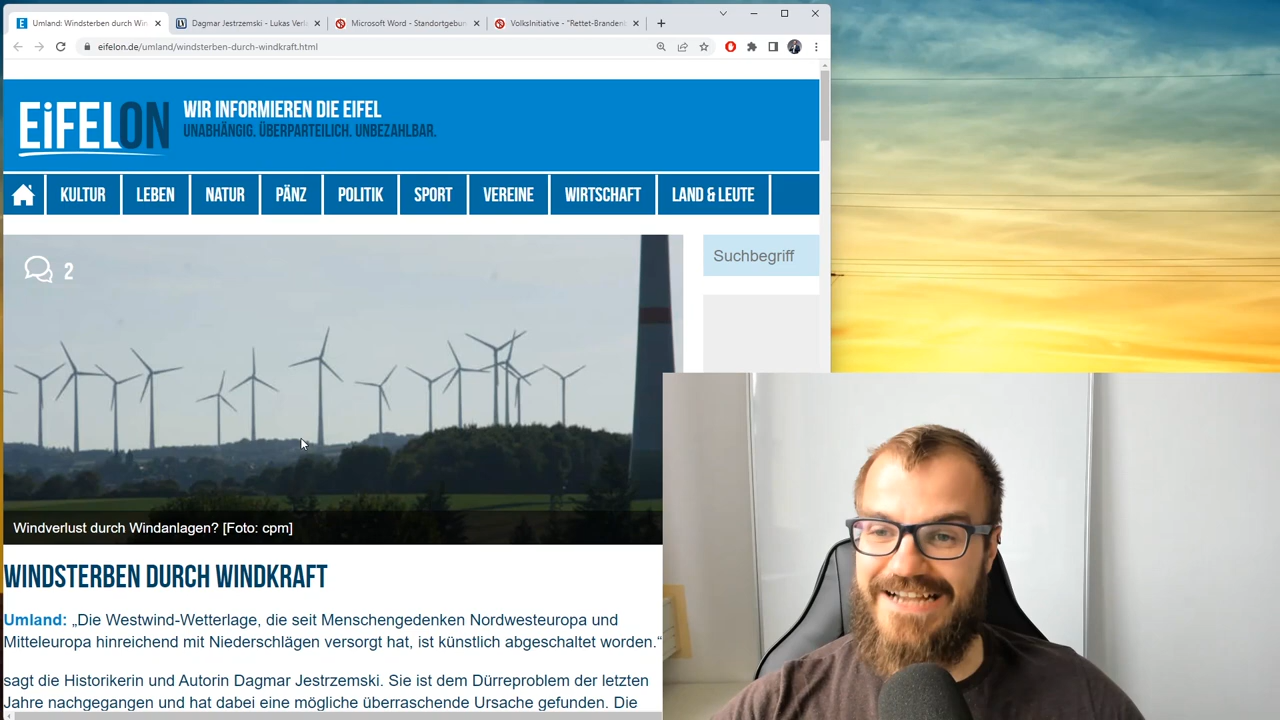 Umland: Windsterben durch Win
Dagmar Jestrzemski - Lukas Verl
Microsoft Word - Standortgebun
VolksInitiative - "Rettet-Brandenb
eifelon.de/umland/windsterben-durch-windkraft.html
EiFELON
WIR INFORMIEREN DIE EIFEL
UNABHÄNGIG. ÜBERPARTEILICH. UNBEZAHLBAR.
KULTUR LEBEN NATUR PÄNZ POLITIK SPORT VEREINE WIRTSCHAFT LAND & LEUTE
2
Suchbegriff
Windverlust durch Windanlagen? [Foto: cpm]
WINDSTERBEN DURCH WINDKRAFT
Umland: „Die Westwind-Wetterlage, die seit Menschengedenken Nordwesteuropa und
Mitteleuropa hinreichend mit Niederschlägen versorgt hat, ist künstlich abgeschaltet worden.“
sagt die Historikerin und Autorin Dagmar Jestrzemski. Sie ist dem Dürreproblem der letzten
Jahre nachgegangen und hat dabei eine mögliche überraschende Ursache gefunden. Die